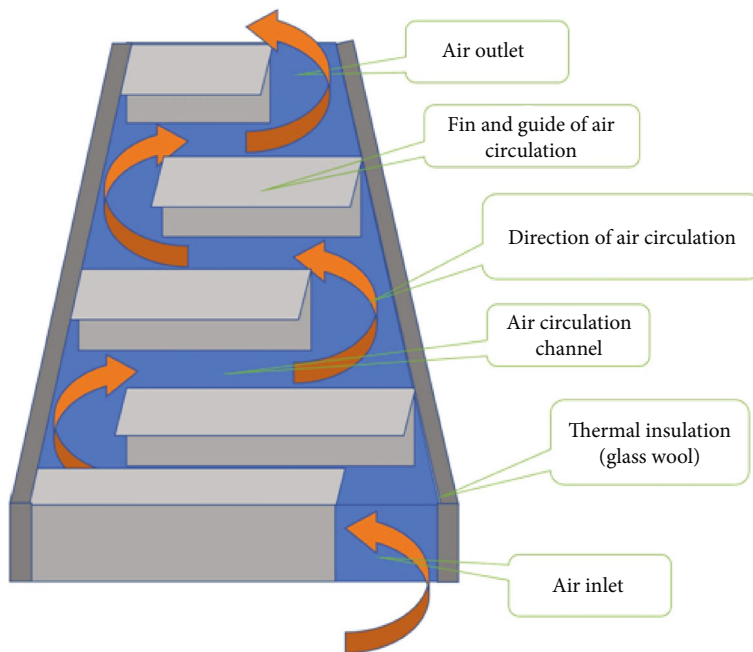 Air outlet
Fin and guide of air
circulation
Direction of air circulation
Air circulation
channel
Thermal insulation
(glass wool)
Air inlet